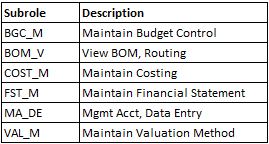 Subrole Description
BGC_M Maintain Budget Control
BOM_V View BOM, Routing
COST_M Maintain Costing
FST_M Maintain Financial Statement
MA_DE Mgmt Acct, Data Entry
VAL_M Maintain Valuation Method